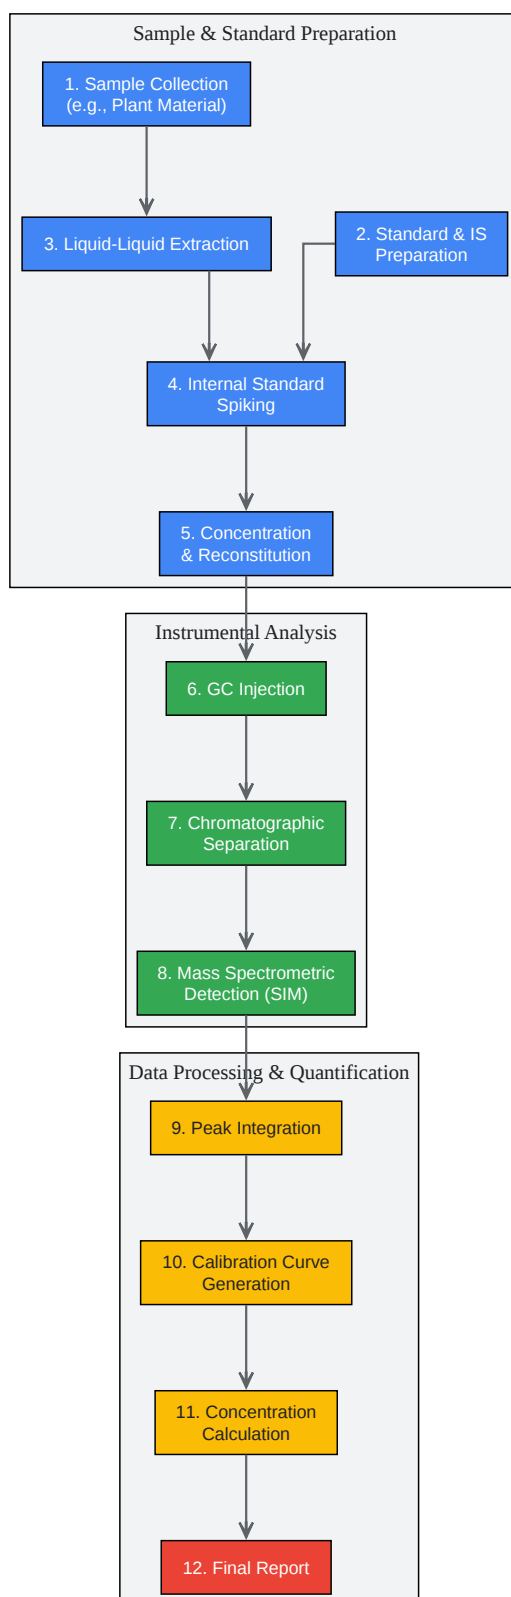 Sample & Standard Preparation
1. Sample Collection
(e.g., Plant Material)
3. Liquid-Liquid Extraction
2. Standard & IS
Preparation
4. Internal Standard
Spiking
5. Concentration
& Reconstitution
Instrumental Analysis
6. GC Injection
7. Chromatographic
Separation
8. Mass Spectrometric
Detection (SIM)
Data Processing & Quantification
9. Peak Integration
10. Calibration Curve
Generation
11. Concentration
Calculation
12. Final Report